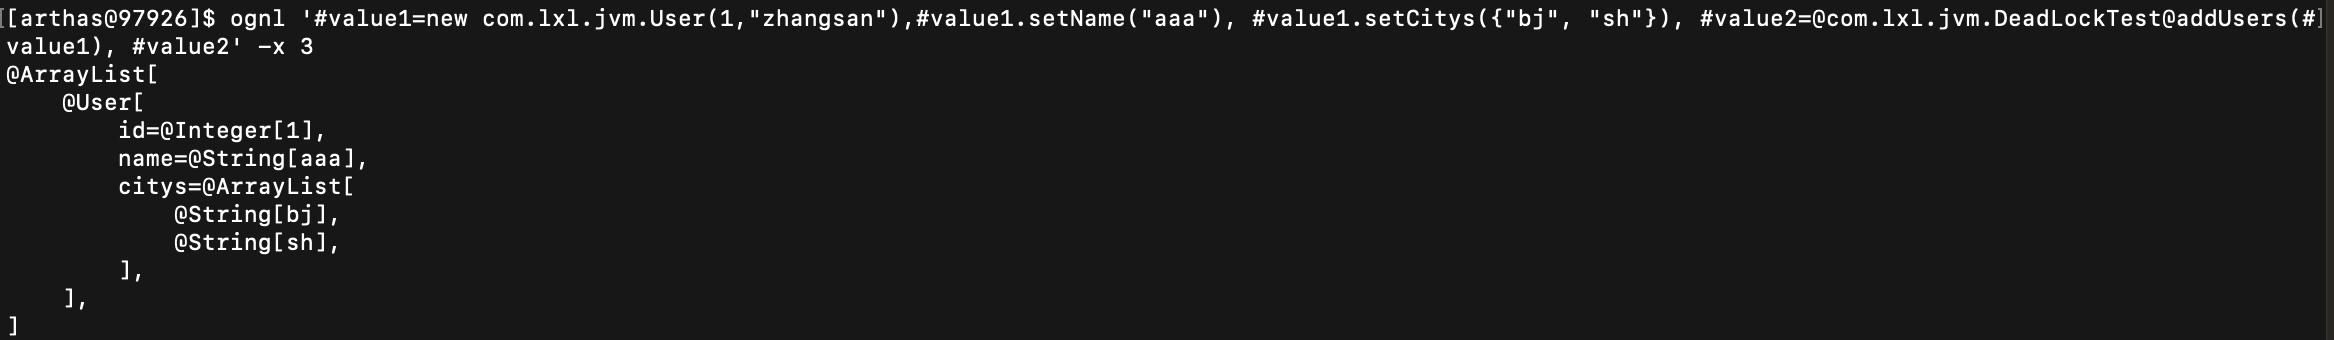 [[arthas@97926]$ ognl '#value1=new com.lxl.jvm.User(1,"zhangsan"),#value1.setName("aaa"), #value1.setCitys({"bj", "sh"}), #value2=@com.lxl.jvm.DeadLockTest@addUsers(#]
value1), #value2' -x 3
@ArrayList[
    @User[
        id=@Integer[1],
        name=@String[aaa],
        citys=@ArrayList[
            @String[bj],
            @String[sh],
        ],
    ],
]